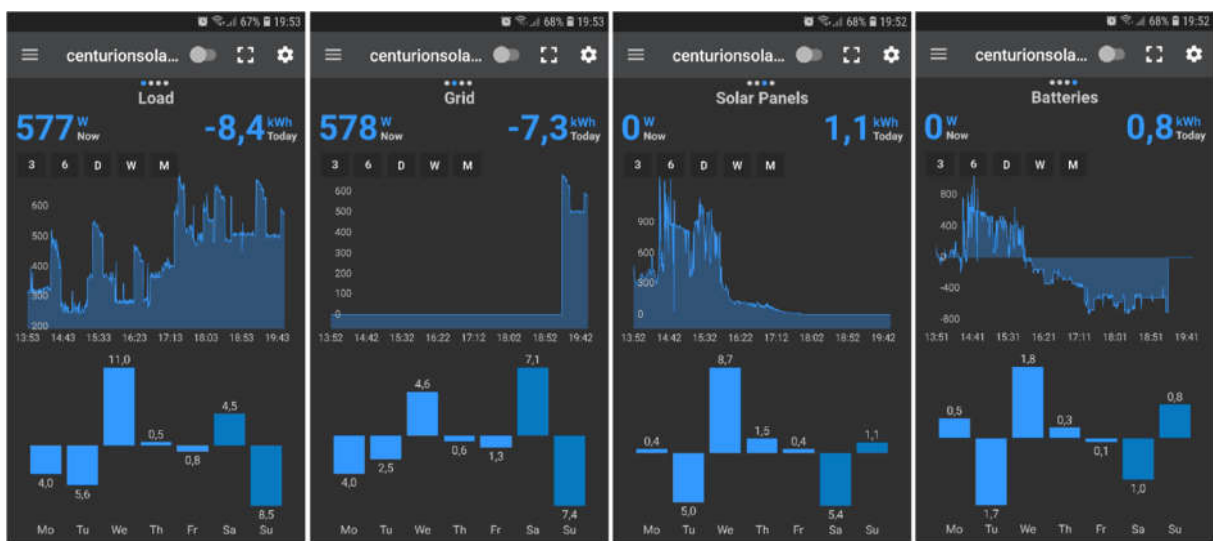 67% 19:53
centurionsola...
Load
577 W Now -8,4 kWh Today
3 6 D W M
600
500
400
300
200
13:53 14:43 15:33 16:23 17:13 18:03 18:53 19:43
11,0
4,5
0,5
0,8
4,0
5,6
8,5
Mo Tu We Th Fr Sa Su
68% 19:53
centurionsola...
Grid
578 W Now -7,3 kWh Today
3 6 D W M
600
500
400
300
200
100
0
13:52 14:42 15:32 16:22 17:12 18:02 18:52 19:42
7,1
4,6
0,6
1,3
2,5
4,0
7,4
Mo Tu We Th Fr Sa Su
68% 19:52
centurionsola...
Solar Panels
0 W Now 1,1 kWh Today
3 6 D W M
900
600
300
0
13:52 14:42 15:32 16:22 17:12 18:02 18:52 19:42
8,7
1,5
1,1
0,4 0,4
5,0
5,4
Mo Tu We Th Fr Sa Su
68% 19:52
centurionsola...
Batteries
0 W Now 0,8 kWh Today
3 6 D W M
800
400
0
-400
-800
13:51 14:41 15:31 16:21 17:11 18:01 18:51 19:41
1,8
0,8
0,5
0,3
0,1
1,0
1,7
Mo Tu We Th Fr Sa Su